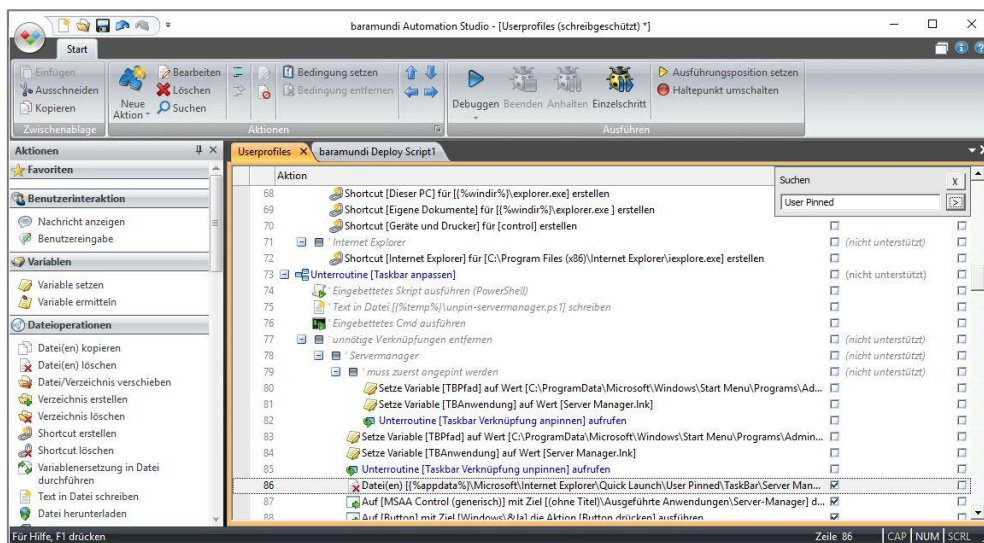 baramundi Automation Studio - [Userprofiles (schreibgeschützt) *]
Start
Einfügen
Ausschneiden
Kopieren
Zwischenablage
Neue Aktion
Bearbeiten
Löschen
Suchen
Bedingung setzen
Bedingung entfernen
Aktionen
Debuggen Beenden Anhalten Einzelschritt
Ausführungsposition setzen
Haltepunkt umschalten
Ausführen
Aktionen
Favoriten
Benutzerinteraktion
Nachricht anzeigen
Benutzereingabe
Variablen
Variable setzen
Variable ermitteln
Dateioperationen
Datei(en) kopieren
Datei(en) löschen
Datei/Verzeichnis verschieben
Verzeichnis erstellen
Verzeichnis löschen
Shortcut erstellen
Shortcut löschen
Variablenersetzung in Datei
durchführen
Text in Datei schreiben
Datei herunterladen
Userprofiles X baramundi Deploy Script1
Aktion
Suchen
X
User Pinned
>
68 Shortcut [Dieser PC] für [{%windir%}\explorer.exe] erstellen
69 Shortcut [Eigene Dokumente] für [{%windir%}\explorer.exe ] erstellen
70 Shortcut [Geräte und Drucker] für [control] erstellen
71 ' Internet Explorer (nicht unterstützt)
72 Shortcut [Internet Explorer] für [C:\Program Files (x86)\Internet Explorer\iexplore.exe] erstellen
73 Unterroutine [Taskbar anpassen] (nicht unterstützt)
74 ' Eingebettetes Skript ausführen (PowerShell)
75 ' Text in Datei [{%temp%}\unpin-servermanager.ps1] schreiben
76 ' Eingebettetes Cmd ausführen
77 ' unnötige Verknüpfungen entfernen (nicht unterstützt)
78 ' Servermanager (nicht unterstützt)
79 ' muss zuerst angepint werden (nicht unterstützt)
80 Setze Variable [TBPfad] auf Wert [C:\ProgramData\Microsoft\Windows\Start Menu\Programs\Ad...
81 Setze Variable [TBAnwendung] auf Wert [Server Manager.lnk]
82 Unterroutine [Taskbar Verknüpfung anpinnen] aufrufen
83 Setze Variable [TBPfad] auf Wert [C:\ProgramData\Microsoft\Windows\Start Menu\Programs\Admin...
84 Setze Variable [TBAnwendung] auf Wert [Server Manager.lnk]
85 Unterroutine [Taskbar Verknüpfung unpinnen] aufrufen
86 Datei(en) [{%appdata%}\Microsoft\Internet Explorer\Quick Launch\User Pinned\TaskBar\Server Man...
87 Auf [MSAA Control (generisch)] mit Ziel [(ohne Titel)\Ausgeführte Anwendungen\Server-Manager] d...
88 Auf [Button] mit Ziel [Windows\&Ja] die Aktion [Button drücken] ausführen
Für Hilfe, F1 drücken
Zeile 86 CAP NUM SCRL